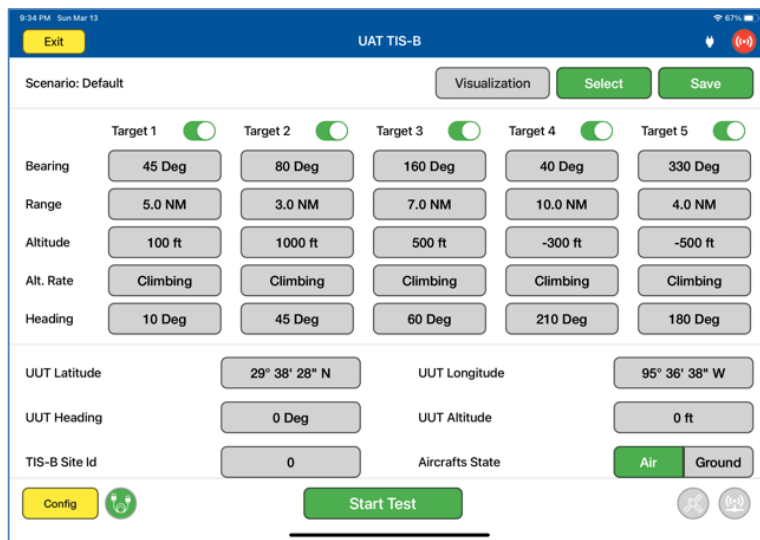 9:34 PM Sun Mar 13
67%
Exit
UAT TIS-B
Scenario: Default
Visualization
Select
Save
Target 1
Target 2
Target 3
Target 4
Target 5
Bearing
45 Deg
80 Deg
160 Deg
40 Deg
330 Deg
Range
5.0 NM
3.0 NM
7.0 NM
10.0 NM
4.0 NM
Altitude
100 ft
1000 ft
500 ft
-300 ft
-500 ft
Alt. Rate
Climbing
Climbing
Climbing
Climbing
Climbing
Heading
10 Deg
45 Deg
60 Deg
210 Deg
180 Deg
UUT Latitude
29° 38' 28" N
UUT Longitude
95° 36' 38" W
UUT Heading
0 Deg
UUT Altitude
0 ft
TIS-B Site Id
0
Aircrafts State
Air
Ground
Config
Start Test